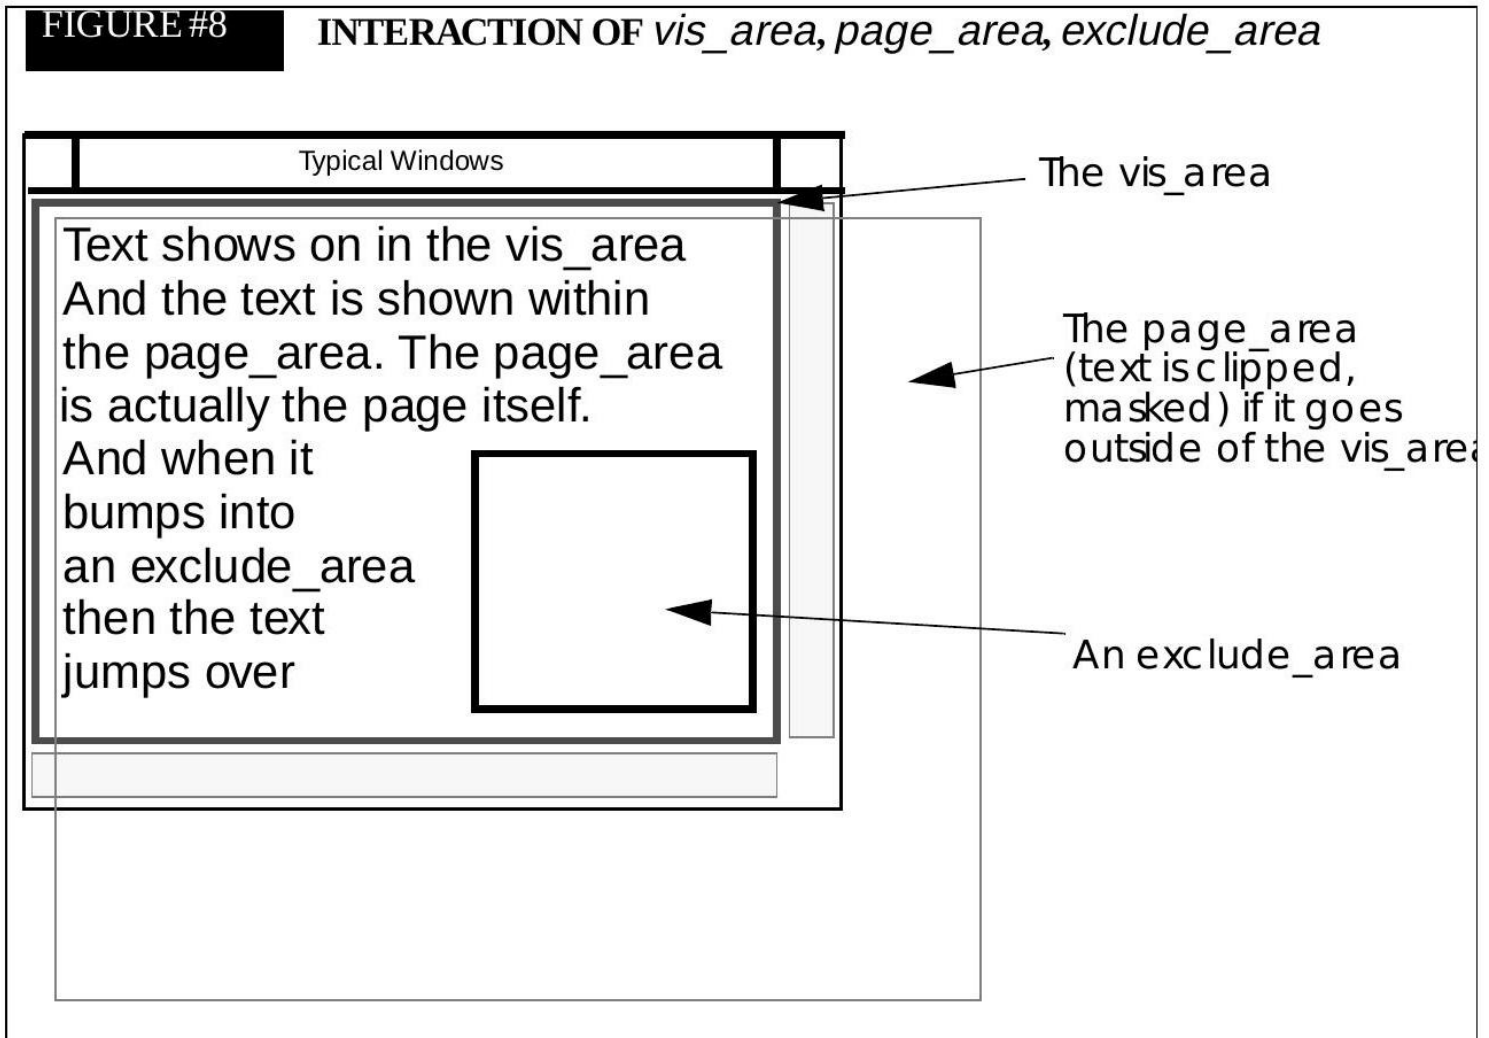 FIGURE #8
INTERACTION OF vis_area, page_area, exclude_area
Typical Windows
The vis_area
Text shows on in the vis_area
And the text is shown within
the page_area. The page_area
is actually the page itself.
And when it
bumps into
an exclude_area
then the text
jumps over
The page_area
(text is clipped,
masked) if it goes
outside of the vis_area
An exclude_area